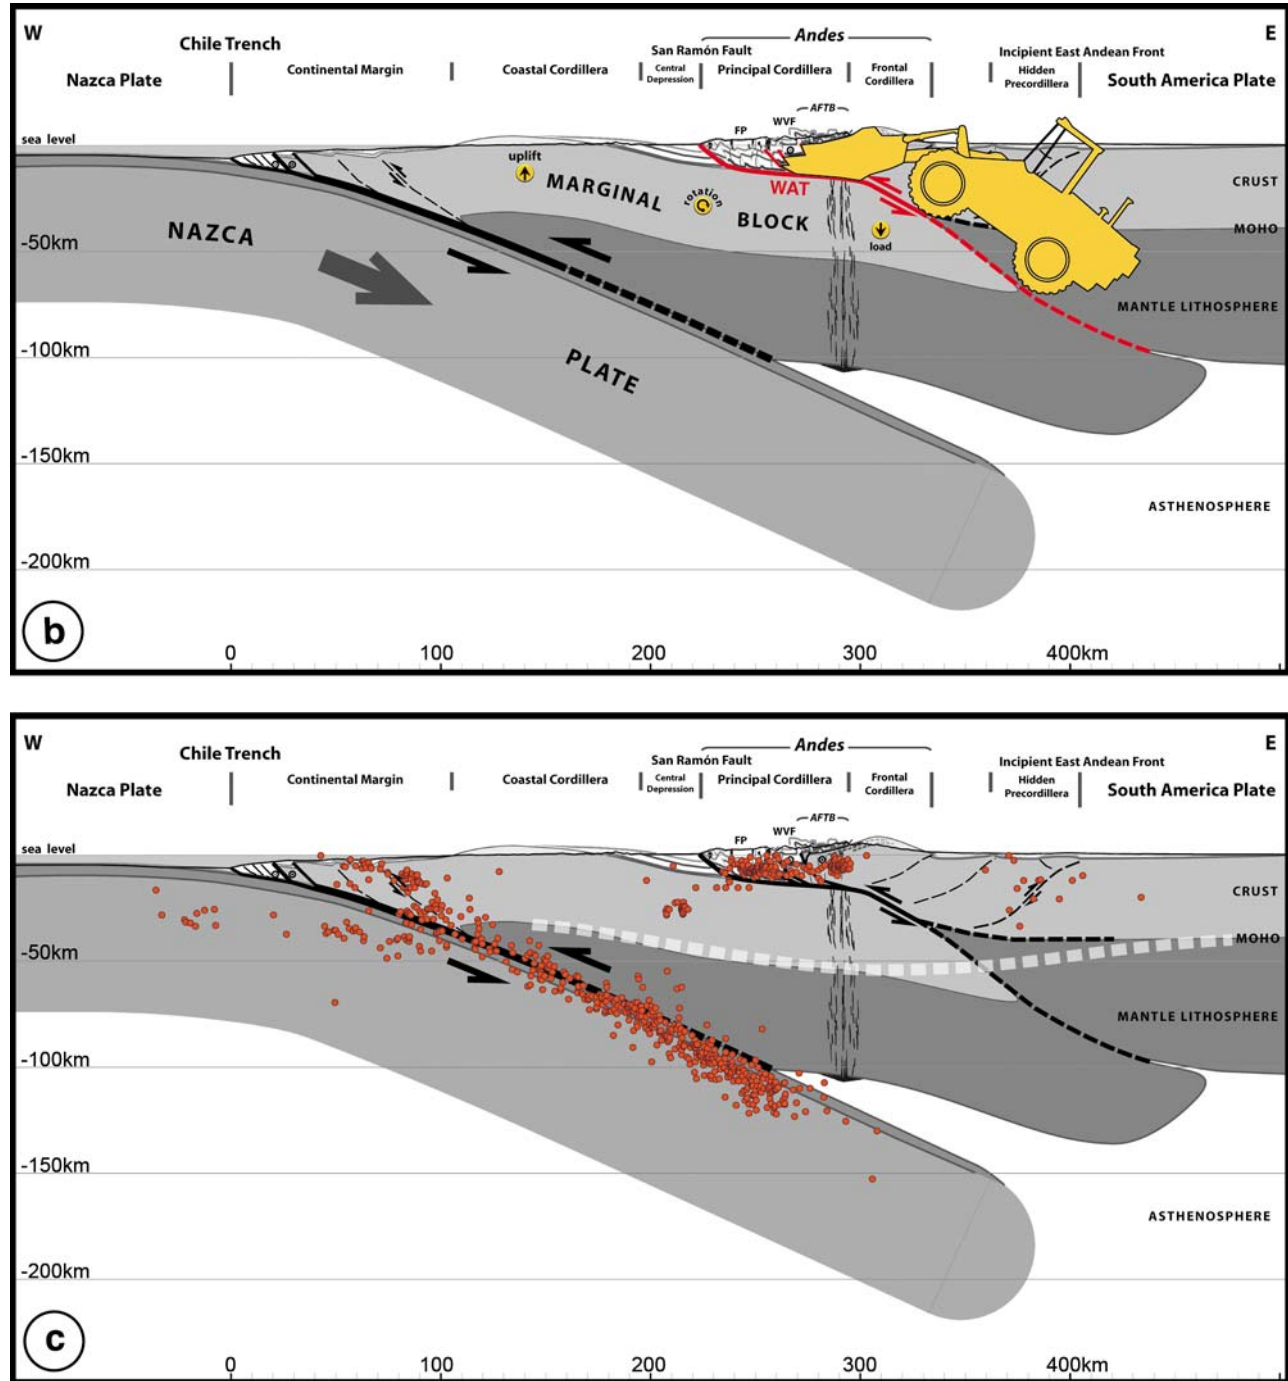 W
E
Andes
Chile Trench
San Ramón Fault
Incipient East Andean Front
Nazca Plate
Continental Margin
Coastal Cordillera
Central
Depression
Principal Cordillera
Frontal
Cordillera
Hidden
Precordillera
South America Plate
AFTB
WVF
FP
sea level
uplift
MARGINAL
rotation
WAT
BLOCK
load
CRUST
MOHO
NAZCA
-50km
MANTLE LITHOSPHERE
-100km
PLATE
-150km
ASTHENOSPHERE
-200km
b
0 100 200 300 400km
W
E
Andes
Chile Trench
San Ramón Fault
Incipient East Andean Front
Nazca Plate
Continental Margin
Coastal Cordillera
Central
Depression
Principal Cordillera
Frontal
Cordillera
Hidden
Precordillera
South America Plate
AFTB
WVF
FP
sea level
CRUST
MOHO
-50km
MANTLE LITHOSPHERE
-100km
-150km
ASTHENOSPHERE
-200km
c
0 100 200 300 400km